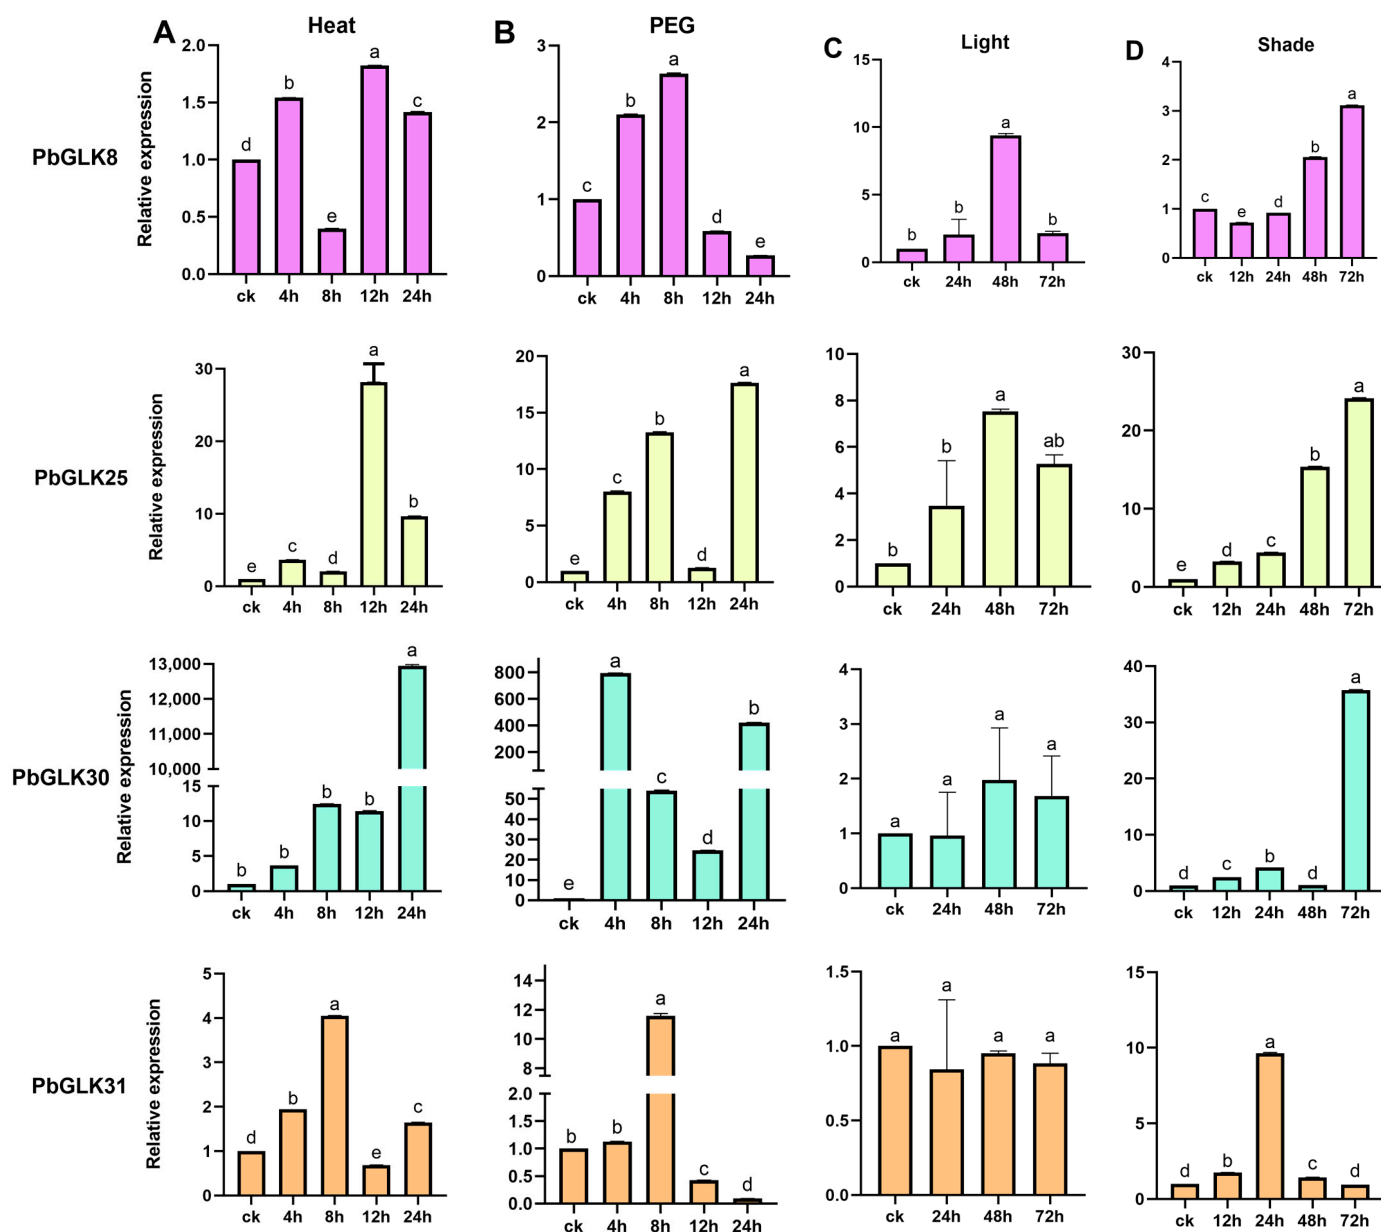 A Heat B PEG C Light D Shade
PbGLK8
Relative expression
2.0 1.5 1.0 0.5 0.0
d b e a c
ck 4h 8h 12h 24h
3 2 1 0
c b a d e
ck 4h 8h 12h 24h
15 10 5 0
b b a b
ck 24h 48h 72h
4 3 2 1 0
c e d b a
ck 12h 24h 48h 72h
PbGLK25
Relative expression
30 20 10 0
e c d a b
ck 4h 8h 12h 24h
20 15 10 5 0
e c b d a
ck 4h 8h 12h 24h
10 8 6 4 2 0
b b a ab
ck 24h 48h 72h
30 20 10 0
e d c b a
ck 12h 24h 48h 72h
PbGLK30
Relative expression
13,000 12,000 11,000 10,000 15 10 5 0
b b b b a
ck 4h 8h 12h 24h
800 600 400 200 50 40 30 20 10 0
e a c d b
ck 4h 8h 12h 24h
4 3 2 1 0
a a a a
ck 24h 48h 72h
40 30 20 10 0
d c b d a
ck 12h 24h 48h 72h
PbGLK31
Relative expression
5 4 3 2 1 0
d b a e c
ck 4h 8h 12h 24h
14 12 10 8 2.0 1.5 1.0 0.5 0.0
b b a c d
ck 4h 8h 12h 24h
1.5 1.0 0.5 0.0
a a a a
ck 24h 48h 72h
15 10 5 0
d b a c d
ck 12h 24h 48h 72h